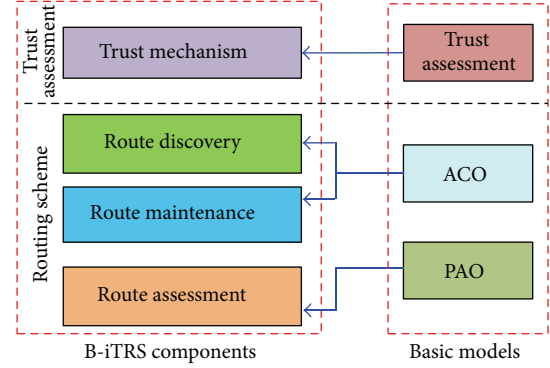 Trust
assessment
Trust mechanism
Trust
assessment
Routing scheme
Route discovery
Route maintenance
Route assessment
ACO
PAO
B-iTRS components
Basic models